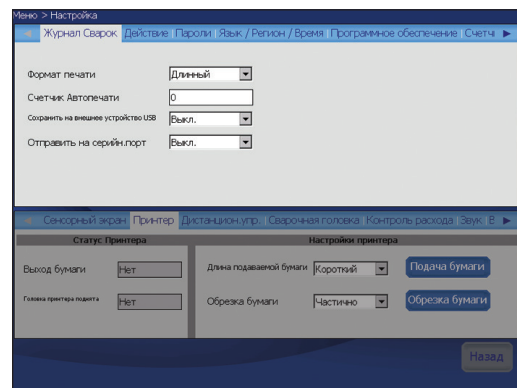 Меню > Настройка
Журнал Сварок Действие Пароли Язык / Регион / Время Программное обеспечение Счетч
Формат печати Длинный
Счетчик Автопечати 0
Сохранить на внешнее устройство USB Выкл.
Отправить на серийн.порт Выкл.
Сенсорный экран Принтер Дистанцион.упр. Сварочная головка Контроль расхода Звук В
Статус Принтера Настройки принтера
Выход бумаги Нет Длина подаваемой бумаги Короткий Подача бумаги
Головка принтера поднята Нет Обрезка бумаги Частично Обрезка бумаги
Назад